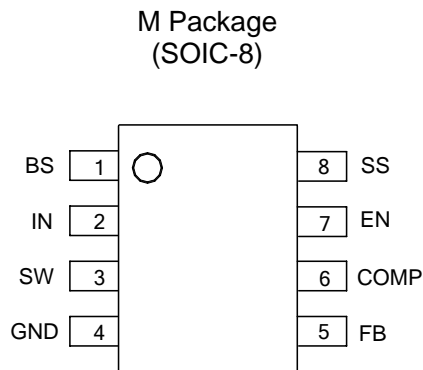 M Package
(SOIC-8)
BS 1 8 SS
IN 2 7 EN
SW 3 6 COMP
GND 4 5 FB